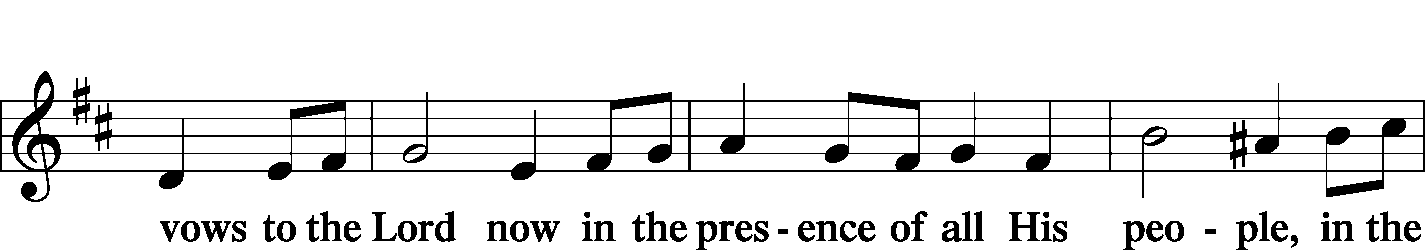 vows to the Lord now in the pres - ence of all His peo - ple, in the